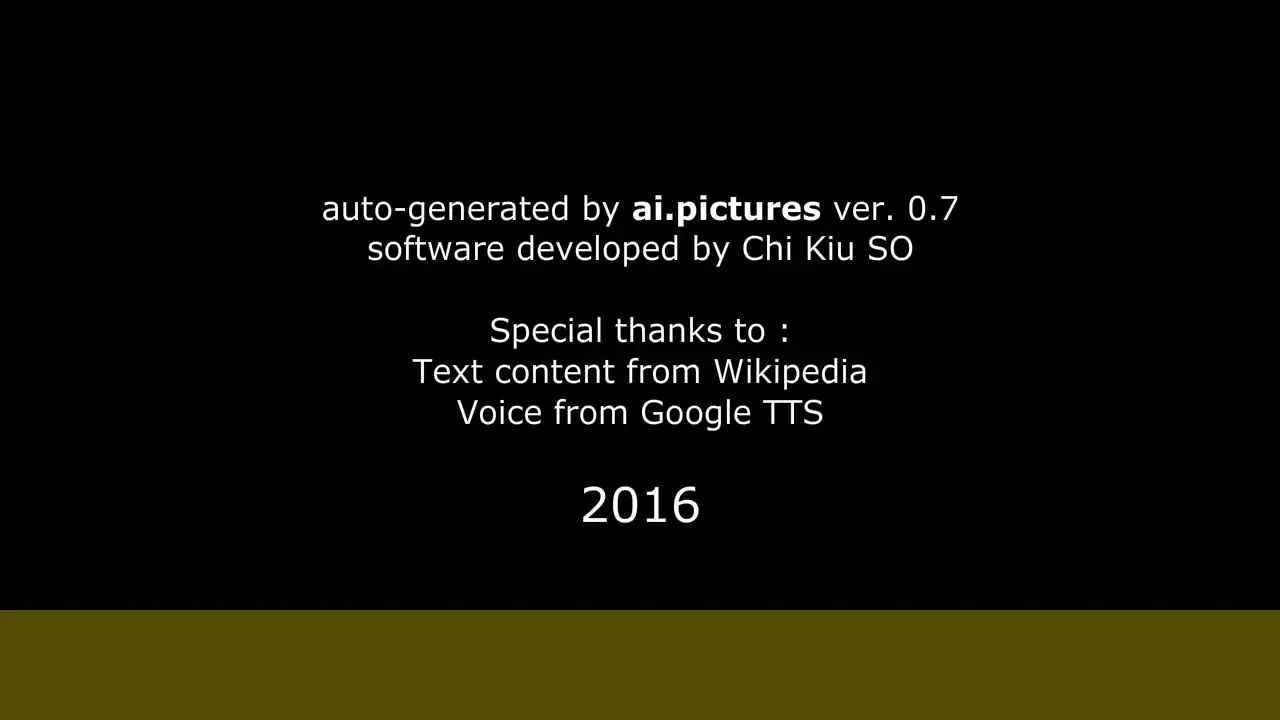 auto-generated by ai.pictures ver. 0.7
software developed by Chi Kiu SO
Special thanks to :
Text content from Wikipedia
Voice from Google TTS
2016